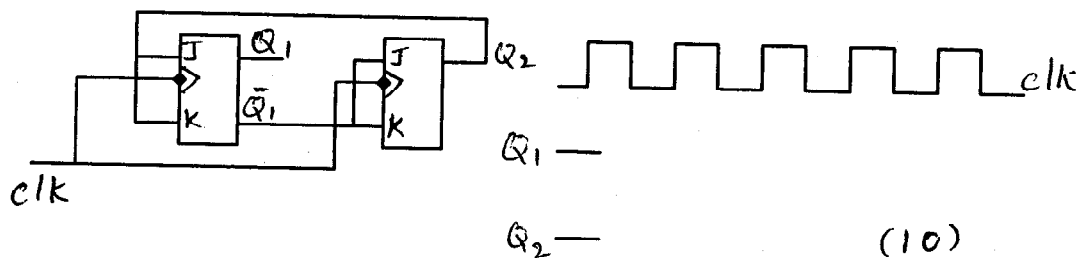 J Q₁
K Q̄₁
J Q₂
K
clk
clk
Q₁
Q₂
(10)